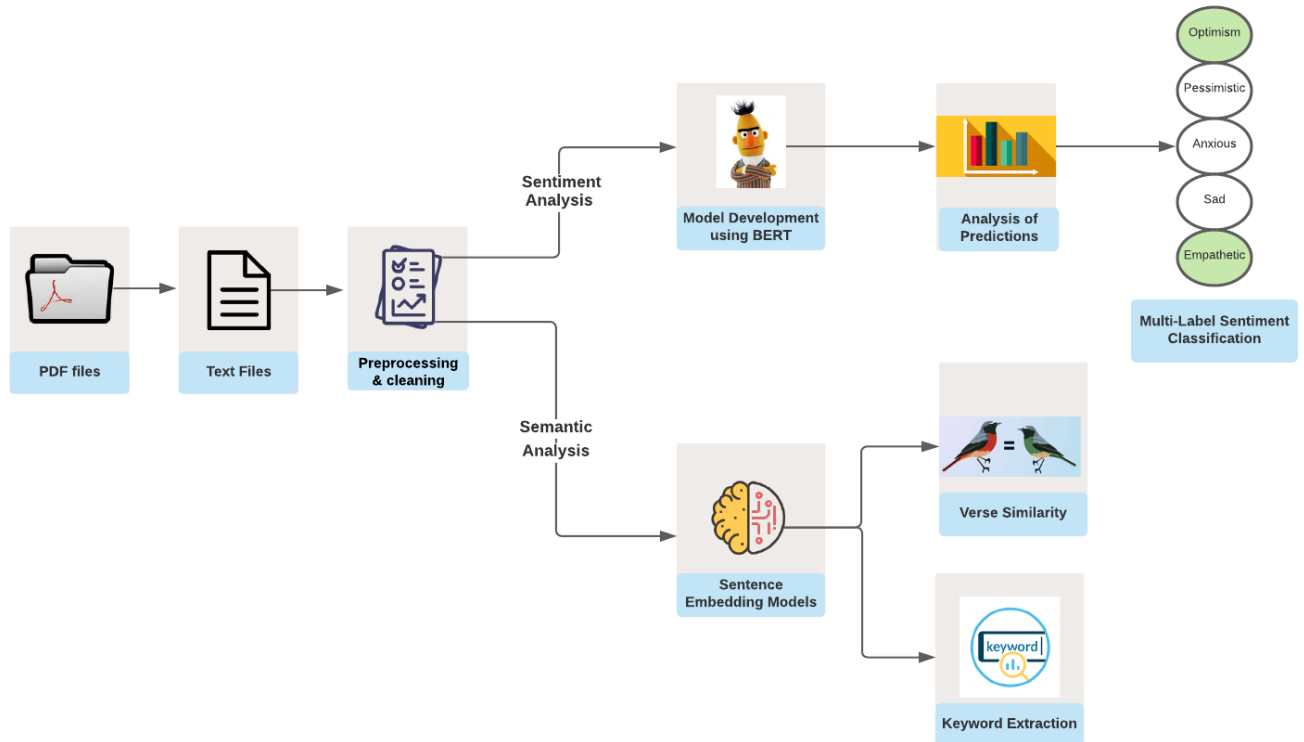 PDF files
Text Files
Preprocessing
& cleaning
Sentiment
Analysis
Model Development
using BERT
Analysis of
Predictions
Optimism
Pessimistic
Anxious
Sad
Empathetic
Multi-Label Sentiment
Classification
Semantic
Analysis
Sentence
Embedding Models
=
Verse Similarity
keyword
Keyword Extraction